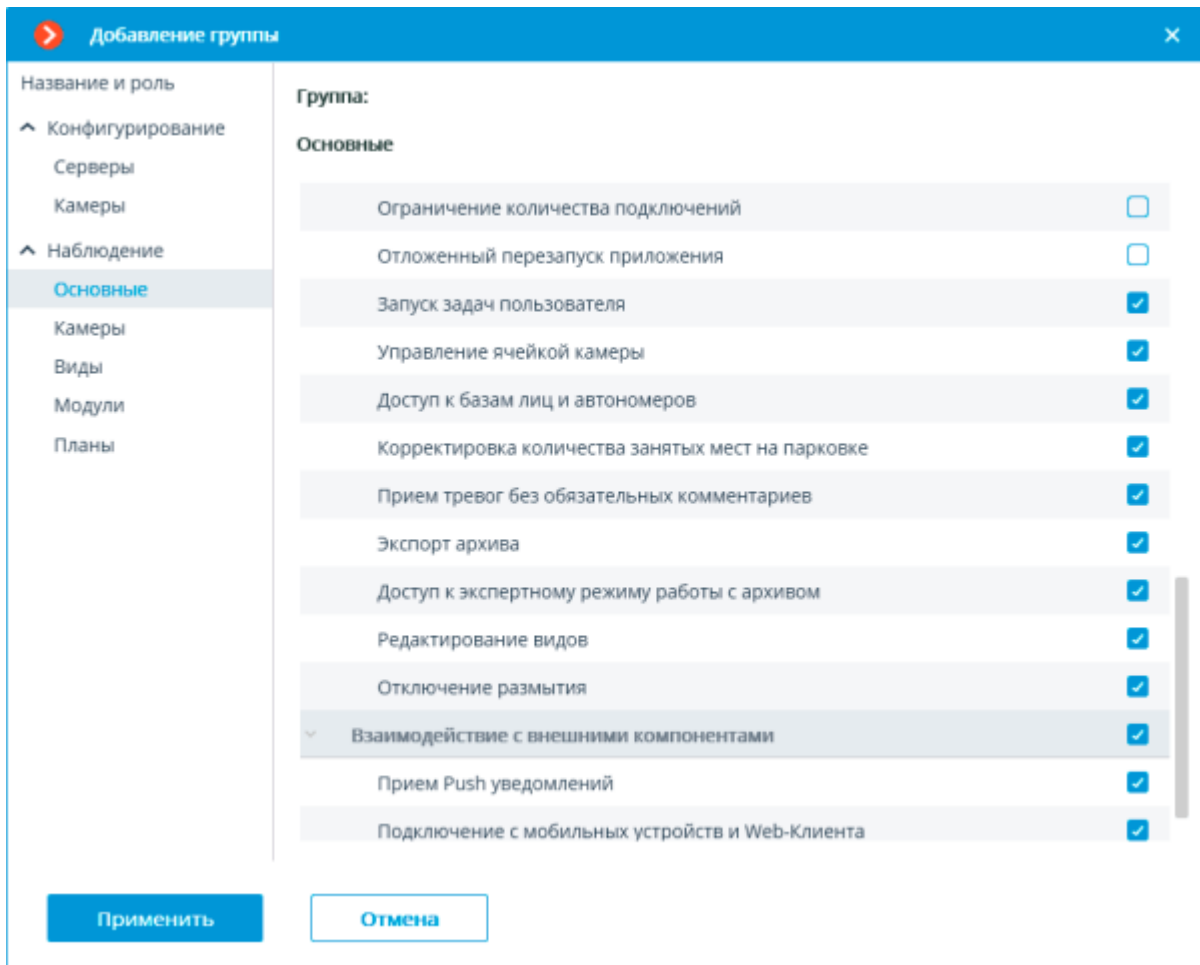 Добавление группы
Название и роль
Конфигурирование
Серверы
Камеры
Наблюдение
Основные
Камеры
Виды
Модули
Планы
Группа:
Основные
Ограничение количества подключений
Отложенный перезапуск приложения
Запуск задач пользователя
Управление ячейкой камеры
Доступ к базам лиц и автономеров
Корректировка количества занятых мест на парковке
Прием тревог без обязательных комментариев
Экспорт архива
Доступ к экспертному режиму работы с архивом
Редактирование видов
Отключение размытия
Взаимодействие с внешними компонентами
Прием Push уведомлений
Подключение с мобильных устройств и Web-Клиента
Применить
Отмена